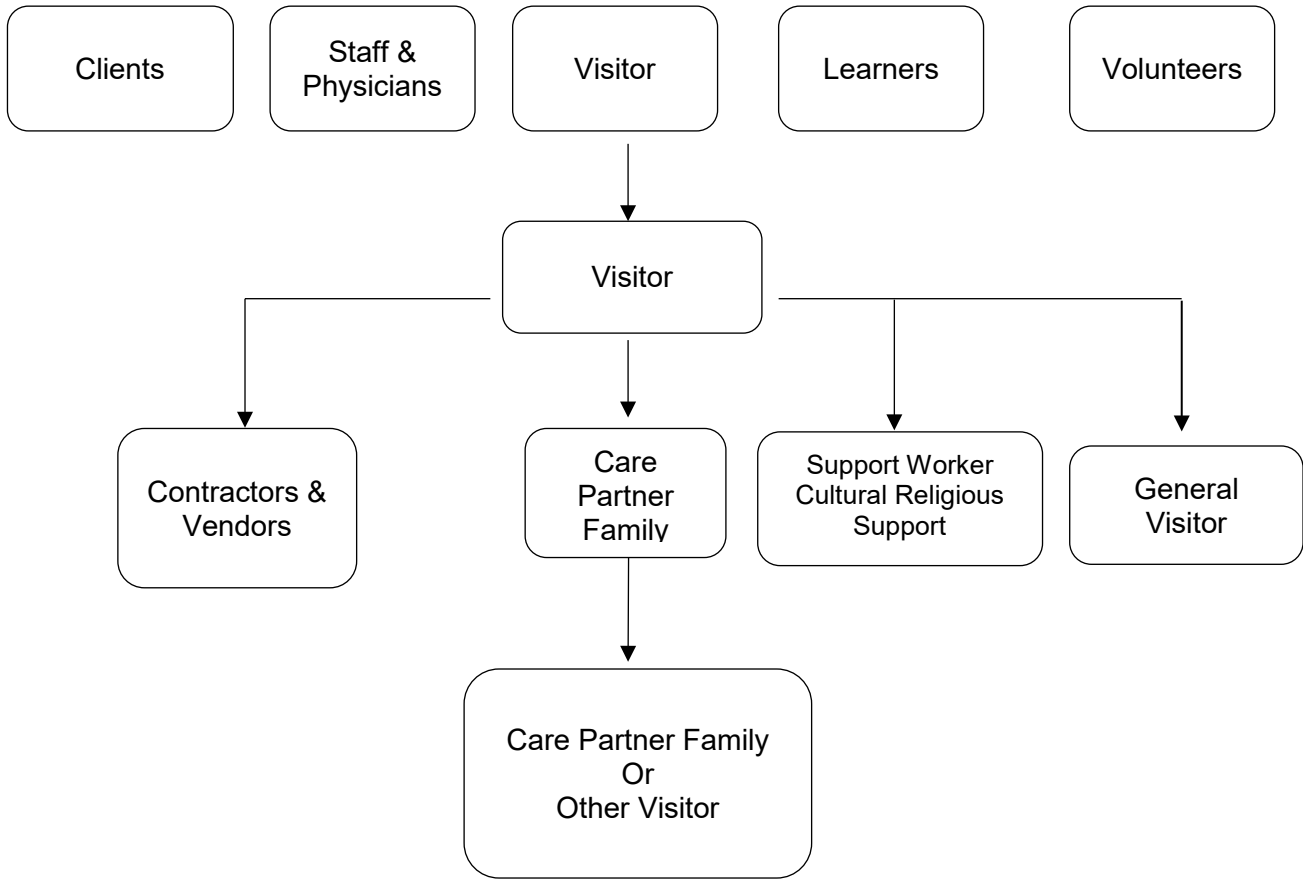 Clients
Staff &
Physicians
Visitor
Learners
Volunteers
Visitor
Contractors &
Vendors
Care
Partner
Family
Support Worker
Cultural Religious
Support
General
Visitor
Care Partner Family
Or
Other Visitor